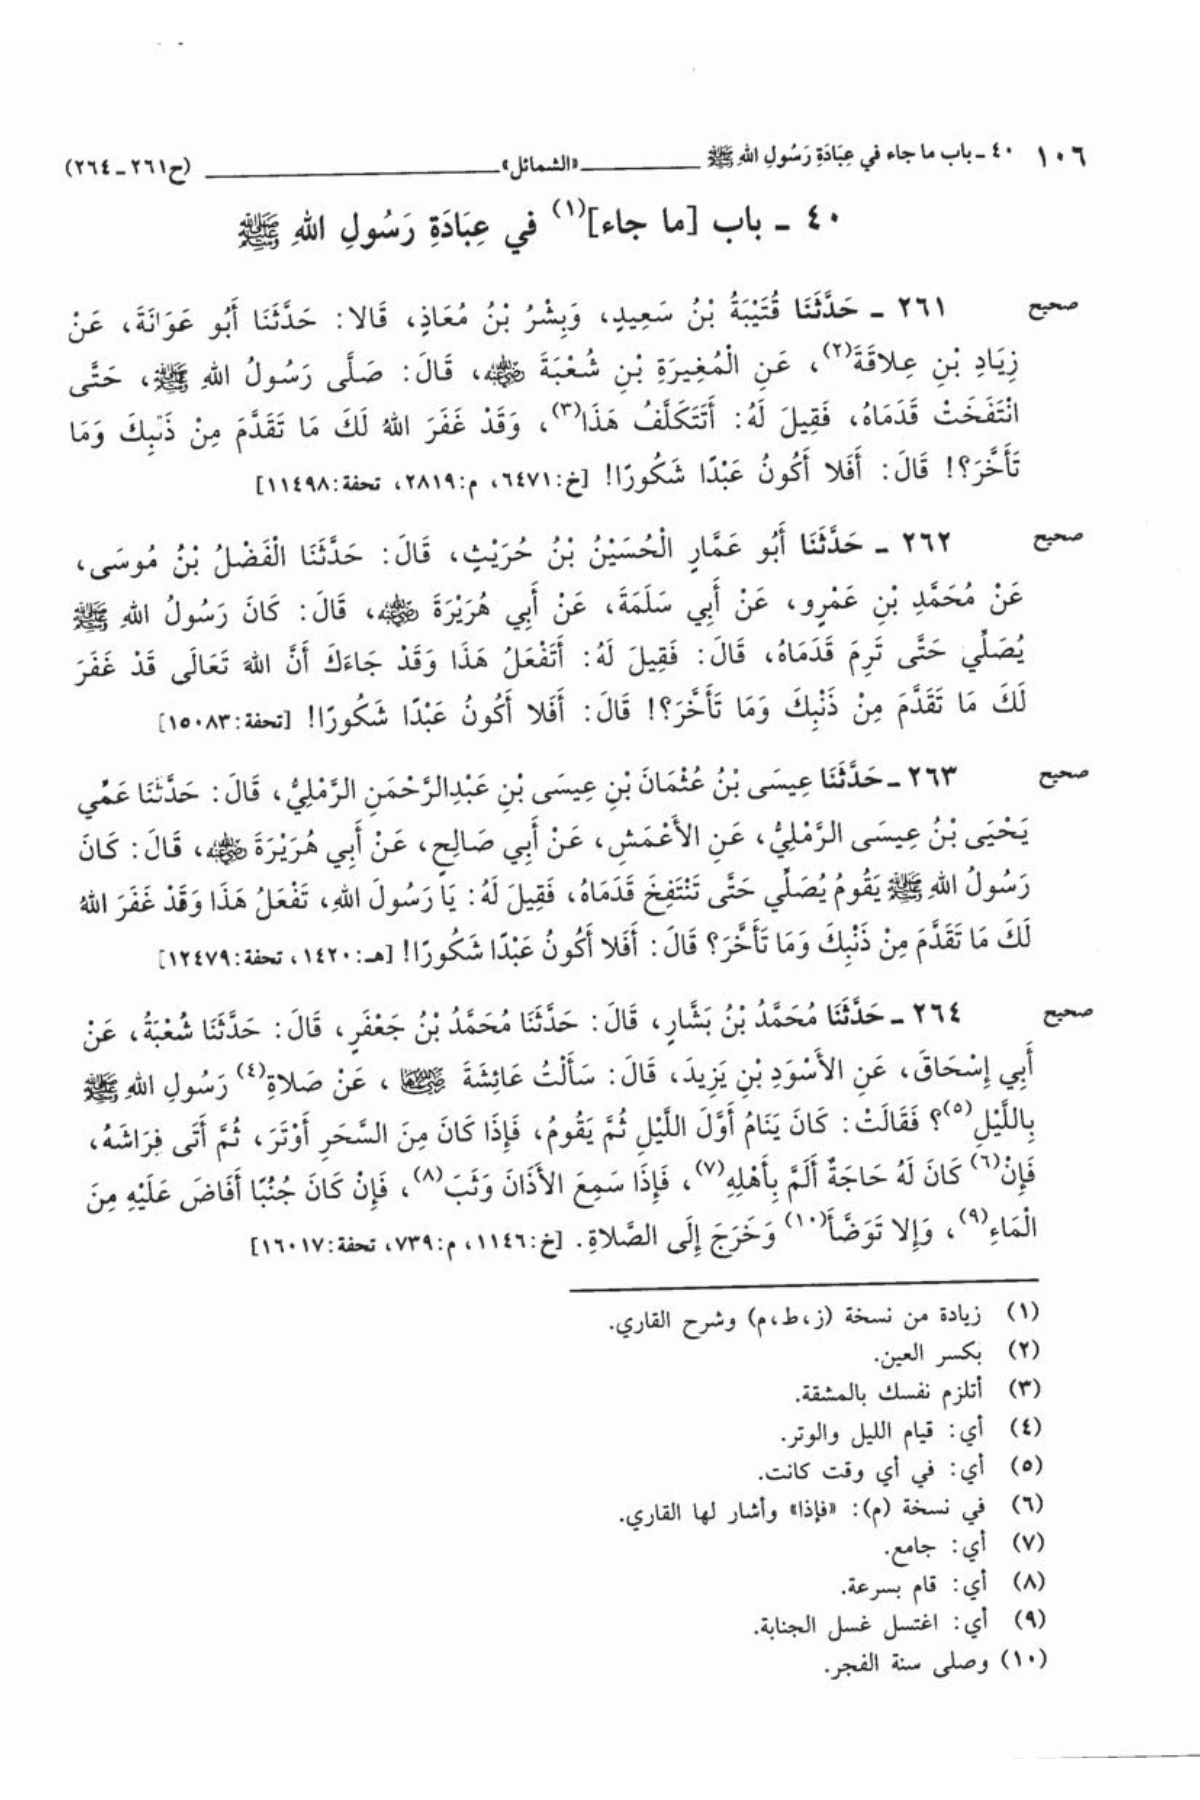 ١٠٦ ٤٠ ـ باب ما جاء في عِبَادَةِ رَسُولِ اللهِ ﷺ ـــــــ «الشمائل» ـــــــ (ح٢٦١ ـ ٢٦٤)
٤٠ ـ باب [ما جاء](١) في عِبَادَةِ رَسُولِ اللهِ ﷺ
صحيح ٢٦١ ـ حَدَّثَنَا قُتَيْبَةُ بْنُ سَعِيدٍ، وَبِشْرُ بْنُ مُعَاذٍ، قَالا: حَدَّثَنَا أَبُو عَوَانَةَ، عَنْ
زِيَادِ بْنِ عِلاقَةَ(٢)، عَنِ الْمُغِيرَةِ بْنِ شُعْبَةَ رضي الله عنه، قَالَ: صَلَّى رَسُولُ اللهِ ﷺ، حَتَّى
انْتَفَخَتْ قَدَمَاهُ، فَقِيلَ لَهُ: أَتَتَكَلَّفُ هَذَا(٣)، وَقَدْ غَفَرَ اللهُ لَكَ مَا تَقَدَّمَ مِنْ ذَنْبِكَ وَمَا
تَأَخَّرَ؟! قَالَ: أَفَلا أَكُونُ عَبْدًا شَكُورًا! [خ:٦٤٧١، م:٢٨١٩، تحفة:١١٤٩٨]
صحيح ٢٦٢ ـ حَدَّثَنَا أَبُو عَمَّارٍ الْحُسَيْنُ بْنُ حُرَيْثٍ، قَالَ: حَدَّثَنَا الْفَضْلُ بْنُ مُوسَى،
عَنْ مُحَمَّدِ بْنِ عَمْرٍو، عَنْ أَبِي سَلَمَةَ، عَنْ أَبِي هُرَيْرَةَ رضي الله عنه، قَالَ: كَانَ رَسُولُ اللهِ ﷺ
يُصَلِّي حَتَّى تَرِمَ قَدَمَاهُ، قَالَ: فَقِيلَ لَهُ: أَتَفْعَلُ هَذَا وَقَدْ جَاءَكَ أَنَّ اللهَ تَعَالَى قَدْ غَفَرَ
لَكَ مَا تَقَدَّمَ مِنْ ذَنْبِكَ وَمَا تَأَخَّرَ؟! قَالَ: أَفَلا أَكُونُ عَبْدًا شَكُورًا! [تحفة:١٥٠٨٣]
صحيح ٢٦٣ ـ حَدَّثَنَا عِيسَى بْنُ عُثْمَانَ بْنِ عِيسَى بْنِ عَبْدِالرَّحْمَنِ الرَّمْلِيُّ، قَالَ: حَدَّثَنَا عَمِّي
يَحْيَى بْنُ عِيسَى الرَّمْلِيُّ، عَنِ الأَعْمَشِ، عَنْ أَبِي صَالِحٍ، عَنْ أَبِي هُرَيْرَةَ رضي الله عنه، قَالَ: كَانَ
رَسُولُ اللهِ ﷺ يَقُومُ يُصَلِّي حَتَّى تَنْتَفِخَ قَدَمَاهُ، فَقِيلَ لَهُ: يَا رَسُولَ اللهِ، تَفْعَلُ هَذَا وَقَدْ غَفَرَ اللهُ
لَكَ مَا تَقَدَّمَ مِنْ ذَنْبِكَ وَمَا تَأَخَّرَ؟ قَالَ: أَفَلا أَكُونُ عَبْدًا شَكُورًا! [هـ:١٤٢٠، تحفة:١٢٤٧٩]
صحيح ٢٦٤ ـ حَدَّثَنَا مُحَمَّدُ بْنُ بَشَّارٍ، قَالَ: حَدَّثَنَا مُحَمَّدُ بْنُ جَعْفَرٍ، قَالَ: حَدَّثَنَا شُعْبَةُ، عَنْ
أَبِي إِسْحَاقَ، عَنِ الأَسْوَدِ بْنِ يَزِيدَ، قَالَ: سَأَلْتُ عَائِشَةَ رضي الله عنها، عَنْ صَلاةِ(٤) رَسُولِ اللهِ ﷺ
بِاللَّيْلِ(٥)؟ فَقَالَتْ: كَانَ يَنَامُ أَوَّلَ اللَّيْلِ ثُمَّ يَقُومُ، فَإِذَا كَانَ مِنَ السَّحَرِ أَوْتَرَ، ثُمَّ أَتَى فِرَاشَهُ،
فَإِنْ(٦) كَانَ لَهُ حَاجَةٌ أَلَمَّ بِأَهْلِهِ(٧)، فَإِذَا سَمِعَ الأَذَانَ وَثَبَ(٨)، فَإِنْ كَانَ جُنُبًا أَفَاضَ عَلَيْهِ مِنَ
الْمَاءِ(٩)، وَإِلا تَوَضَّأَ(١٠) وَخَرَجَ إِلَى الصَّلاةِ. [خ:١١٤٦، م:٧٣٩، تحفة:١٦٠١٧]
(١) زيادة من نسخة (ز،ط،م) وشرح القاري.
(٢) بكسر العين.
(٣) أتلزم نفسك بالمشقة.
(٤) أي: قيام الليل والوتر.
(٥) أي: في أي وقت كانت.
(٦) في نسخة (م): «فإذا» وأشار لها القاري.
(٧) أي: جامع.
(٨) أي: قام بسرعة.
(٩) أي: اغتسل غسل الجنابة.
(١٠) وصلى سنة الفجر.